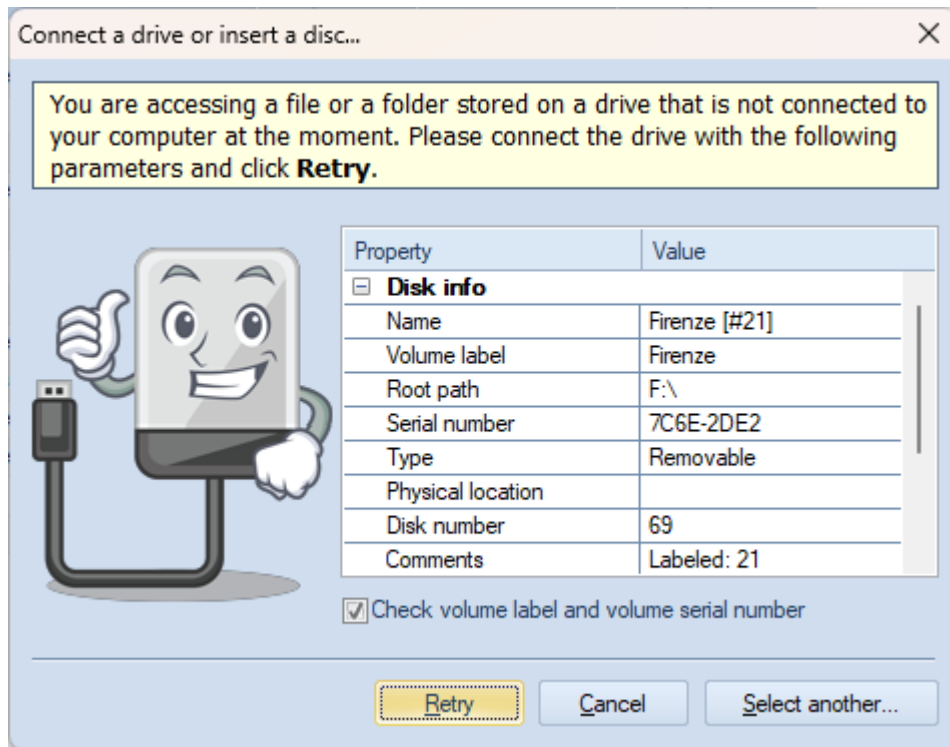 Connect a drive or insert a disc...
You are accessing a file or a folder stored on a drive that is not connected to
your computer at the moment. Please connect the drive with the following
parameters and click Retry.
Property Value
Disk info
Name Firenze [#21]
Volume label Firenze
Root path F:\
Serial number 7C6E-2DE2
Type Removable
Physical location
Disk number 69
Comments Labeled: 21
Check volume label and volume serial number
Retry Cancel Select another...